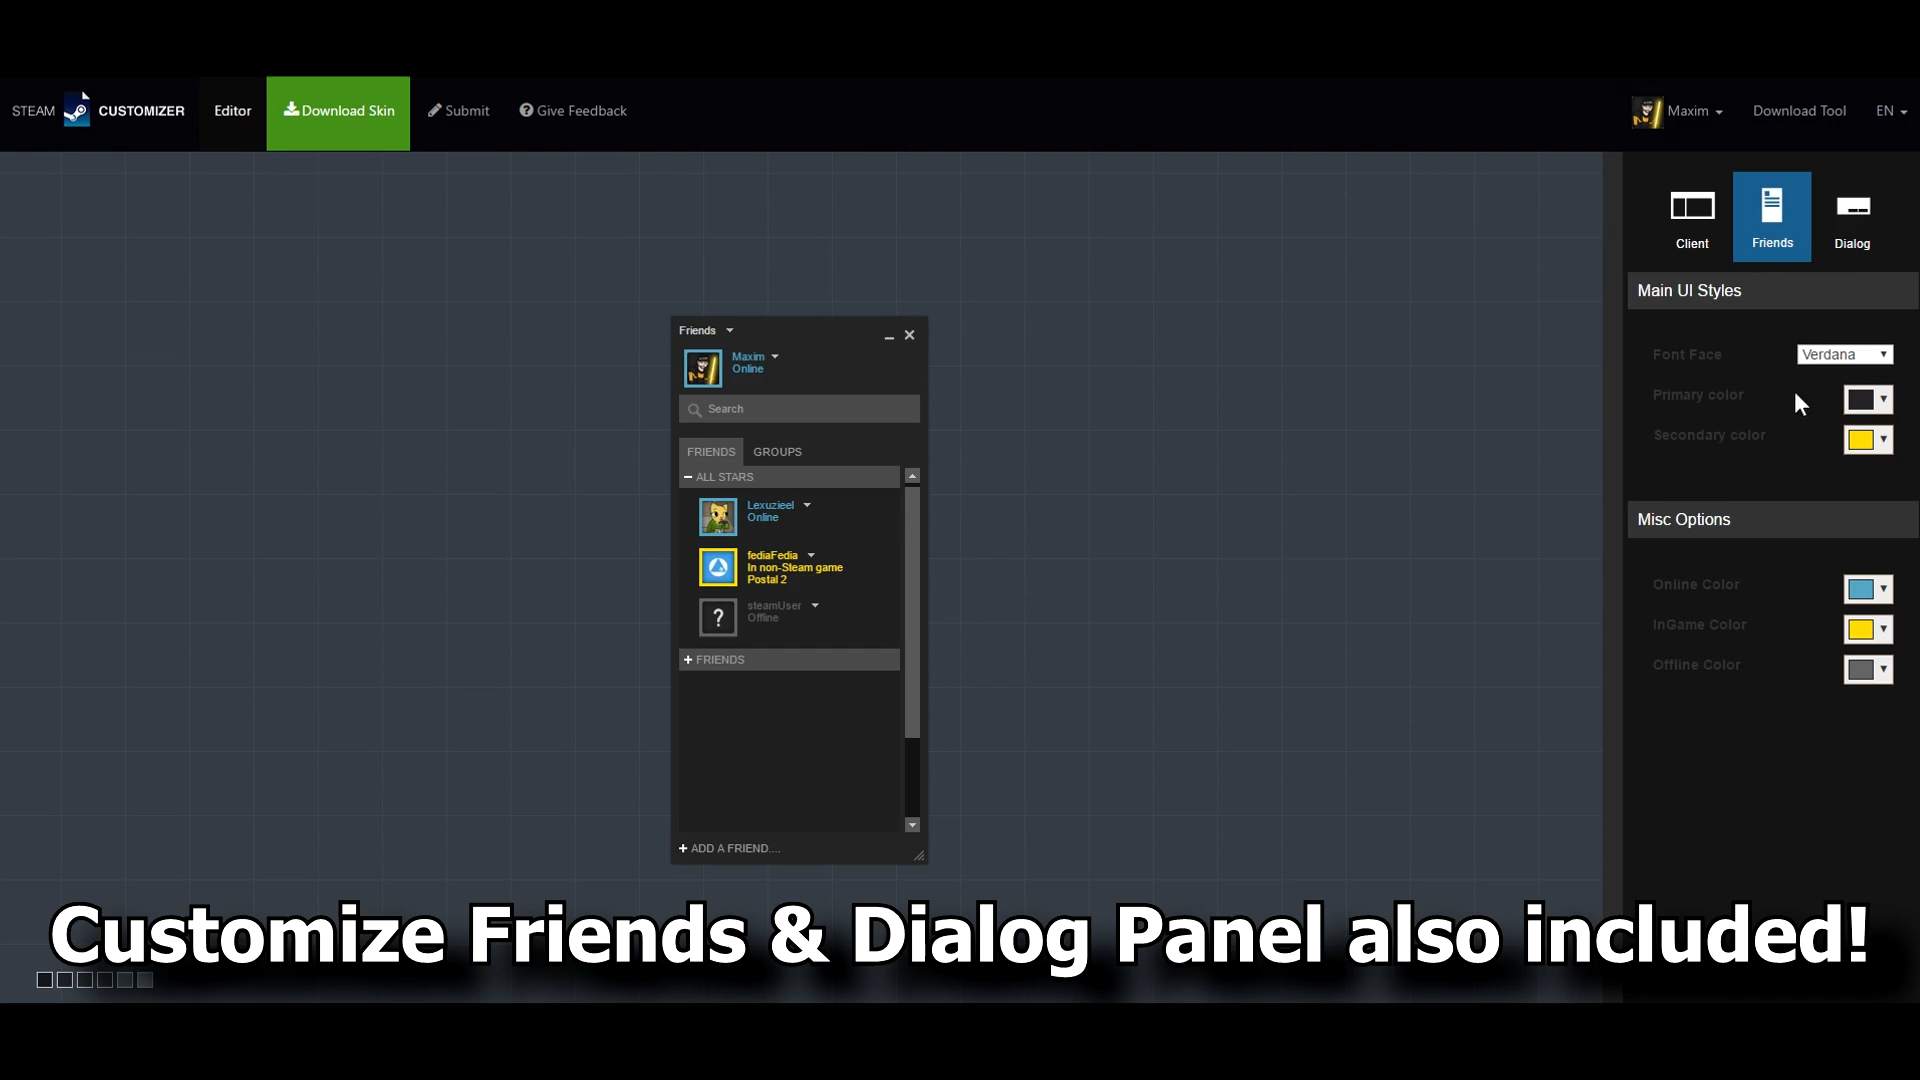 STEAM CUSTOMIZER Editor Download Skin Submit Give Feedback Maxim Download Tool EN
Client Friends Dialog
Main UI Styles
Font Face Verdana
Primary color
Secondary color
Misc Options
Online Color
InGame Color
Offline Color
Friends
Maxim
Online
Search
FRIENDS GROUPS
ALL STARS
Lexuzieel
Online
fediaFedia
In non-Steam game
Postal 2
?
steamUser
Offline
FRIENDS
ADD A FRIEND....
Customize Friends & Dialog Panel also included!